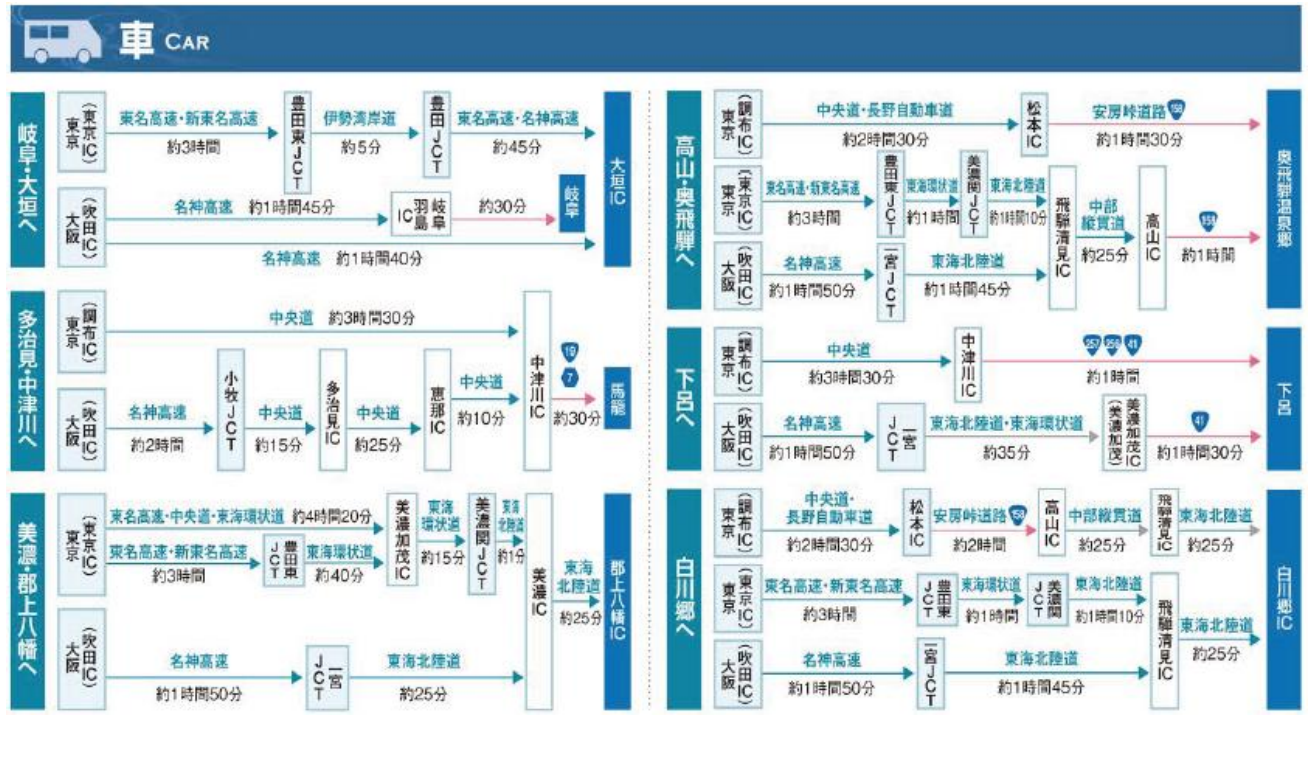 車 CAR
岐阜・大垣へ
東京
(東京IC)
東名高速・新東名高速
約3時間
豊田東JCT
伊勢湾岸道
約5分
豊田JCT
東名高速・名神高速
約45分
大垣IC
大阪
(吹田IC)
名神高速 約1時間45分
岐阜羽島IC
約30分
岐阜
名神高速 約1時間40分
多治見・中津川へ
東京
(調布IC)
中央道 約3時間30分
大阪
(吹田IC)
名神高速
約2時間
小牧JCT
中央道
約15分
多治見IC
中央道
約25分
恵那IC
中央道
約10分
中津川IC
19
7
約30分
馬籠
美濃・郡上八幡へ
東京
(東京IC)
東名高速・中央道・東海環状道 約4時間20分
東名高速・新東名高速
約3時間
豊田東JCT
東海環状道
約40分
美濃加茂IC
東海環状道
約15分
美濃関JCT
東海北陸道
約1分
美濃IC
東海北陸道
約25分
郡上八幡IC
大阪
(吹田IC)
名神高速
約1時間50分
一宮JCT
東海北陸道
約25分
高山・奥飛騨へ
東京
(調布IC)
中央道・長野自動車道
約2時間30分
松本IC
安房峠道路 158
約1時間30分
奥飛騨温泉郷
東京
(東京IC)
東名高速・新東名高速
約3時間
豊田東JCT
東海環状道
約1時間
美濃関JCT
東海北陸道
約1時間10分
飛騨清見IC
中部縦貫道
約25分
高山IC
158
約1時間
大阪
(吹田IC)
名神高速
約1時間50分
一宮JCT
東海北陸道
約1時間45分
下呂へ
東京
(調布IC)
中央道
約3時間30分
中津川IC
257 256 41
約1時間
下呂
大阪
(吹田IC)
名神高速
約1時間50分
一宮JCT
東海北陸道・東海環状道
約35分
美濃加茂IC
(美濃加茂)
41
約1時間30分
白川郷へ
東京
(調布IC)
中央道・長野自動車道
約2時間30分
松本IC
安房峠道路 158
約2時間
高山IC
中部縦貫道
約25分
飛騨清見IC
東海北陸道
約25分
白川郷IC
東京
(東京IC)
東名高速・新東名高速
約3時間
豊田東JCT
東海環状道
約1時間
美濃関JCT
東海北陸道
約1時間10分
飛騨清見IC
東海北陸道
約25分
大阪
(吹田IC)
名神高速
約1時間50分
一宮JCT
東海北陸道
約1時間45分